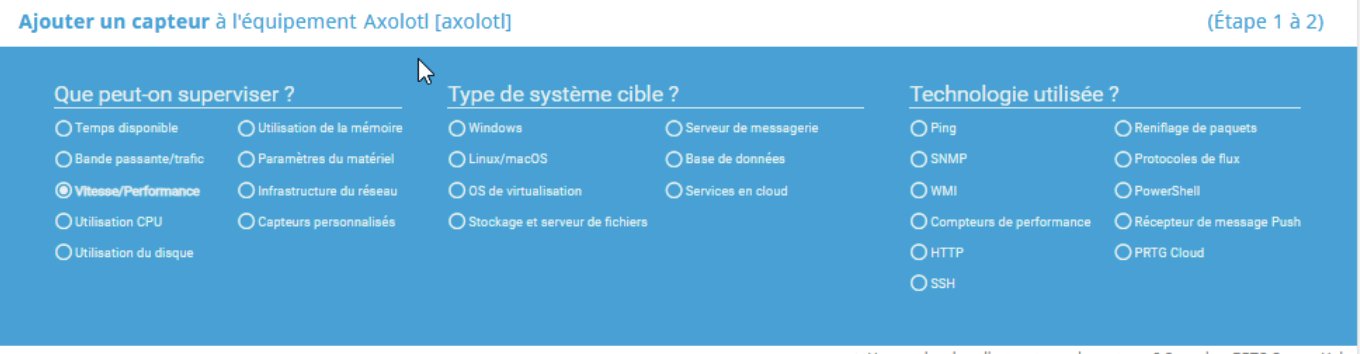 Ajouter un capteur à l'équipement Axolotl [axolotl]
(Étape 1 à 2)
Que peut-on superviser ?
Temps disponible
Bande passante/trafic
Vitesse/Performance
Utilisation CPU
Utilisation du disque
Utilisation de la mémoire
Paramètres du matériel
Infrastructure du réseau
Capteurs personnalisés
Type de système cible ?
Windows
Linux/macOS
OS de virtualisation
Stockage et serveur de fichiers
Serveur de messagerie
Base de données
Services en cloud
Technologie utilisée ?
Ping
SNMP
WMI
Compteurs de performance
HTTP
SSH
Reniflage de paquets
Protocoles de flux
PowerShell
Récepteur de message Push
PRTG Cloud